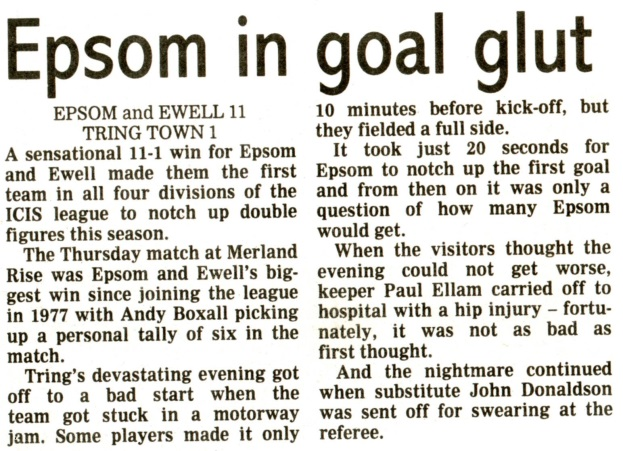 Epsom in goal glut
EPSOM and EWELL 11
TRING TOWN 1
A sensational 11-1 win for Epsom
and Ewell made them the first
team in all four divisions of the
ICIS league to notch up double
figures this season.
The Thursday match at Merland
Rise was Epsom and Ewell's big-
gest win since joining the league
in 1977 with Andy Boxall picking
up a personal tally of six in the
match.
Tring's devastating evening got
off to a bad start when the
team got stuck in a motorway
jam. Some players made it only
10 minutes before kick-off, but
they fielded a full side.
It took just 20 seconds for
Epsom to notch up the first goal
and from then on it was only a
question of how many Epsom
would get.
When the visitors thought the
evening could not get worse,
keeper Paul Ellam carried off to
hospital with a hip injury – fortu-
nately, it was not as bad as
first thought.
And the nightmare continued
when substitute John Donaldson
was sent off for swearing at the
referee.